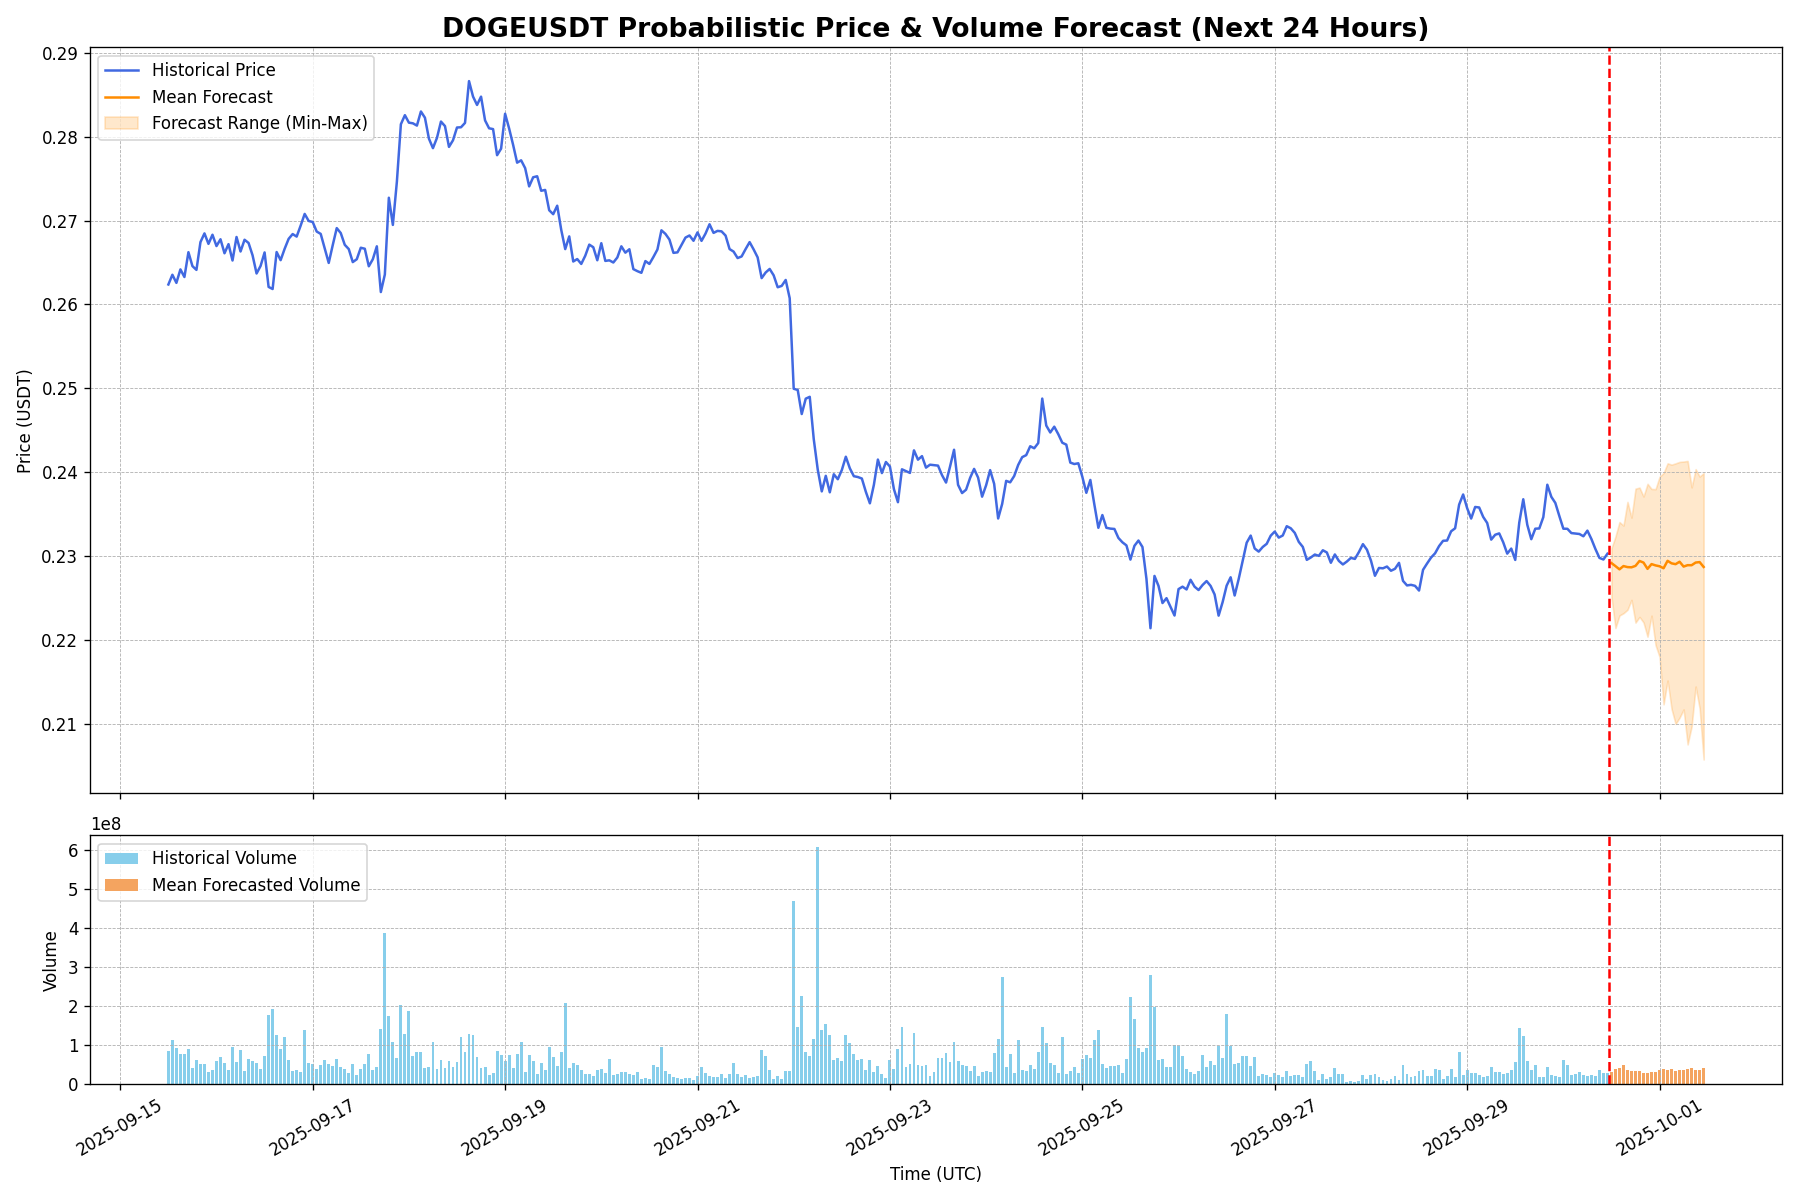 DOGEUSDT Probabilistic Price & Volume Forecast (Next 24 Hours)
Historical Price
Mean Forecast
Forecast Range (Min-Max)
0.29
0.28
0.27
0.26
0.25
0.24
0.23
0.22
0.21
Price (USDT)
1e8
Historical Volume
Mean Forecasted Volume
6
5
4
3
2
1
0
Volume
2025-09-15
2025-09-17
2025-09-19
2025-09-21
2025-09-23
2025-09-25
2025-09-27
2025-09-29
2025-10-01
Time (UTC)